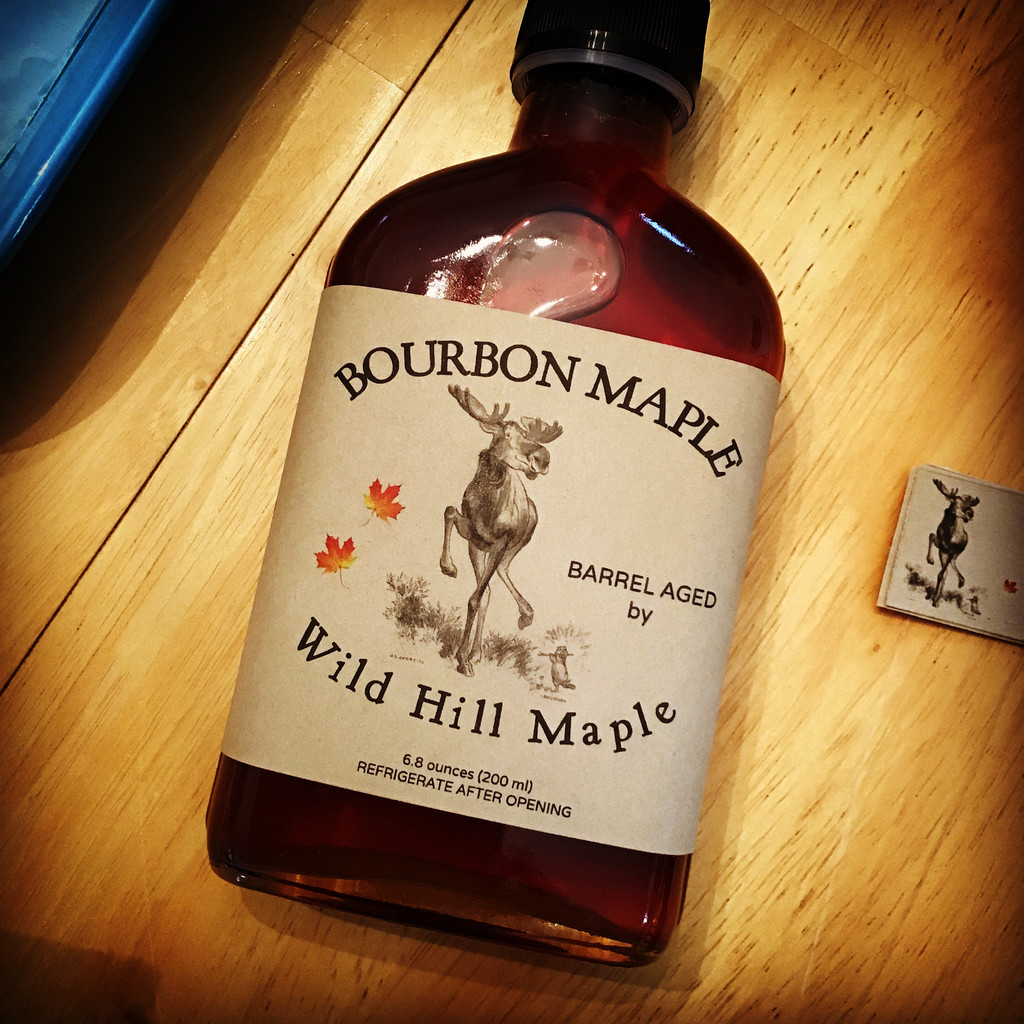 BOURBON MAPLE
BARREL AGED
by
Wild Hill Maple
6.8 ounces (200 ml)
REFRIGERATE AFTER OPENING